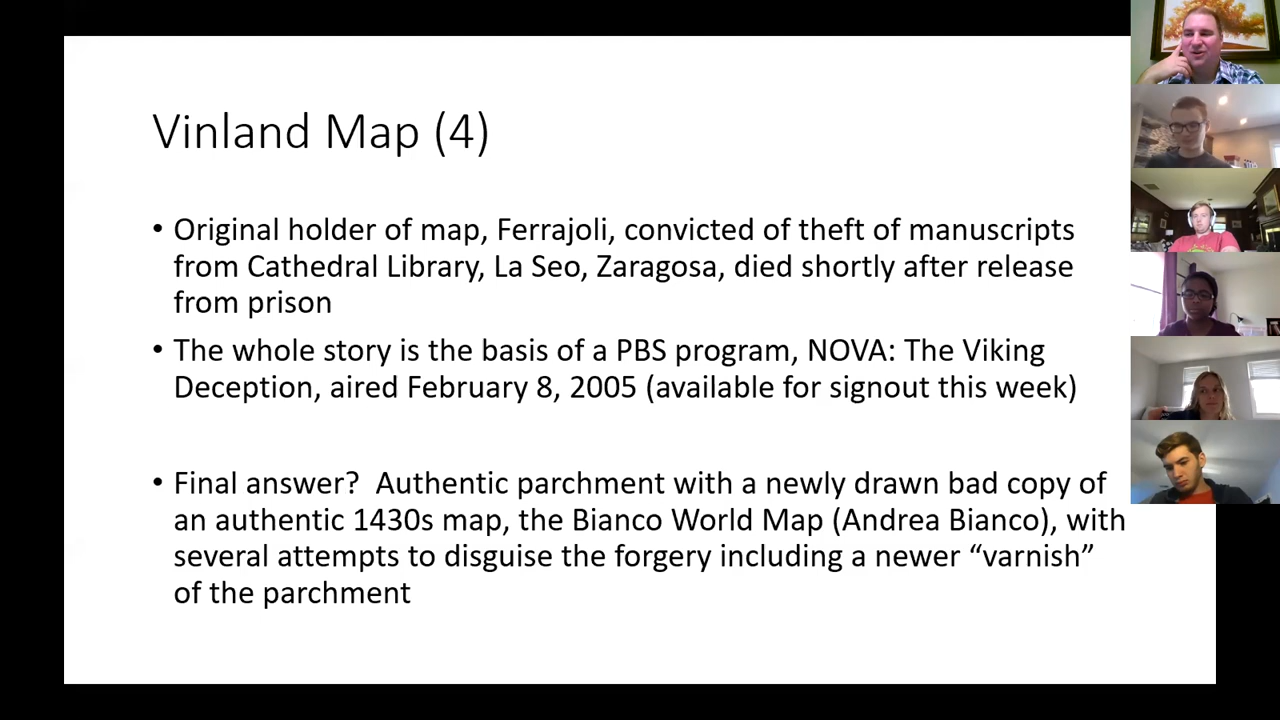 Vinland Map (4)
• Original holder of map, Ferrajoli, convicted of theft of manuscripts
from Cathedral Library, La Seo, Zaragosa, died shortly after release
from prison
• The whole story is the basis of a PBS program, NOVA: The Viking
Deception, aired February 8, 2005 (available for signout this week)
• Final answer?  Authentic parchment with a newly drawn bad copy of
an authentic 1430s map, the Bianco World Map (Andrea Bianco), with
several attempts to disguise the forgery including a newer “varnish”
of the parchment